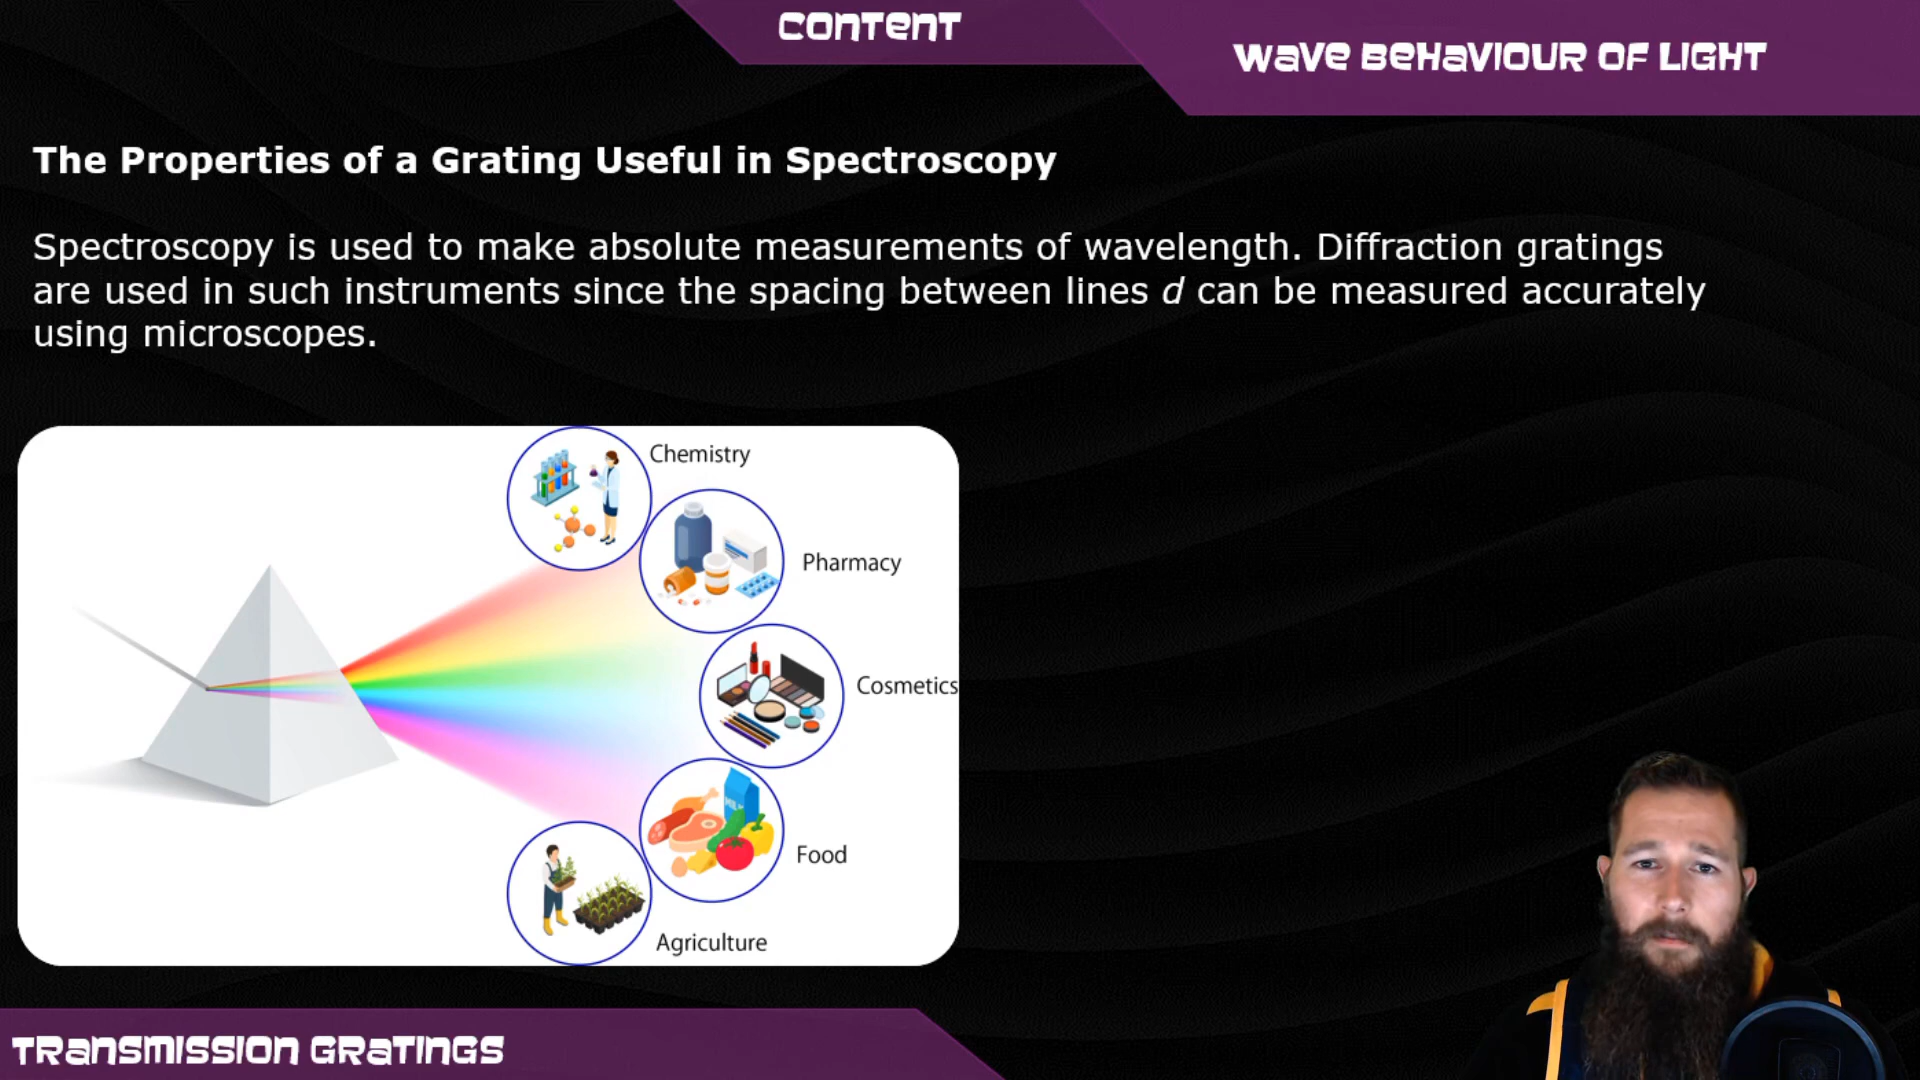 CONTENT
WAVE BEHAVIOUR OF LIGHT
The Properties of a Grating Useful in Spectroscopy
Spectroscopy is used to make absolute measurements of wavelength. Diffraction gratings
are used in such instruments since the spacing between lines d can be measured accurately
using microscopes.
Chemistry
Pharmacy
Cosmetics
MILK
Food
Agriculture
TRANSMISSION GRATINGS